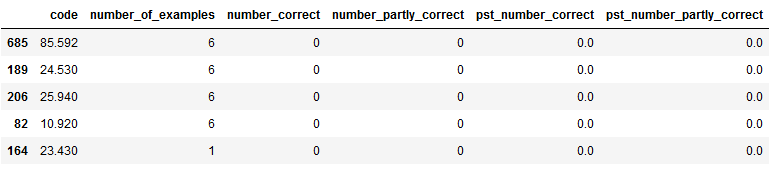 code number_of_examples number_correct number_partly_correct pst_number_correct pst_number_partly_correct
685 85.592 6 0 0 0.0 0.0
189 24.530 6 0 0 0.0 0.0
206 25.940 6 0 0 0.0 0.0
82 10.920 6 0 0 0.0 0.0
164 23.430 1 0 0 0.0 0.0